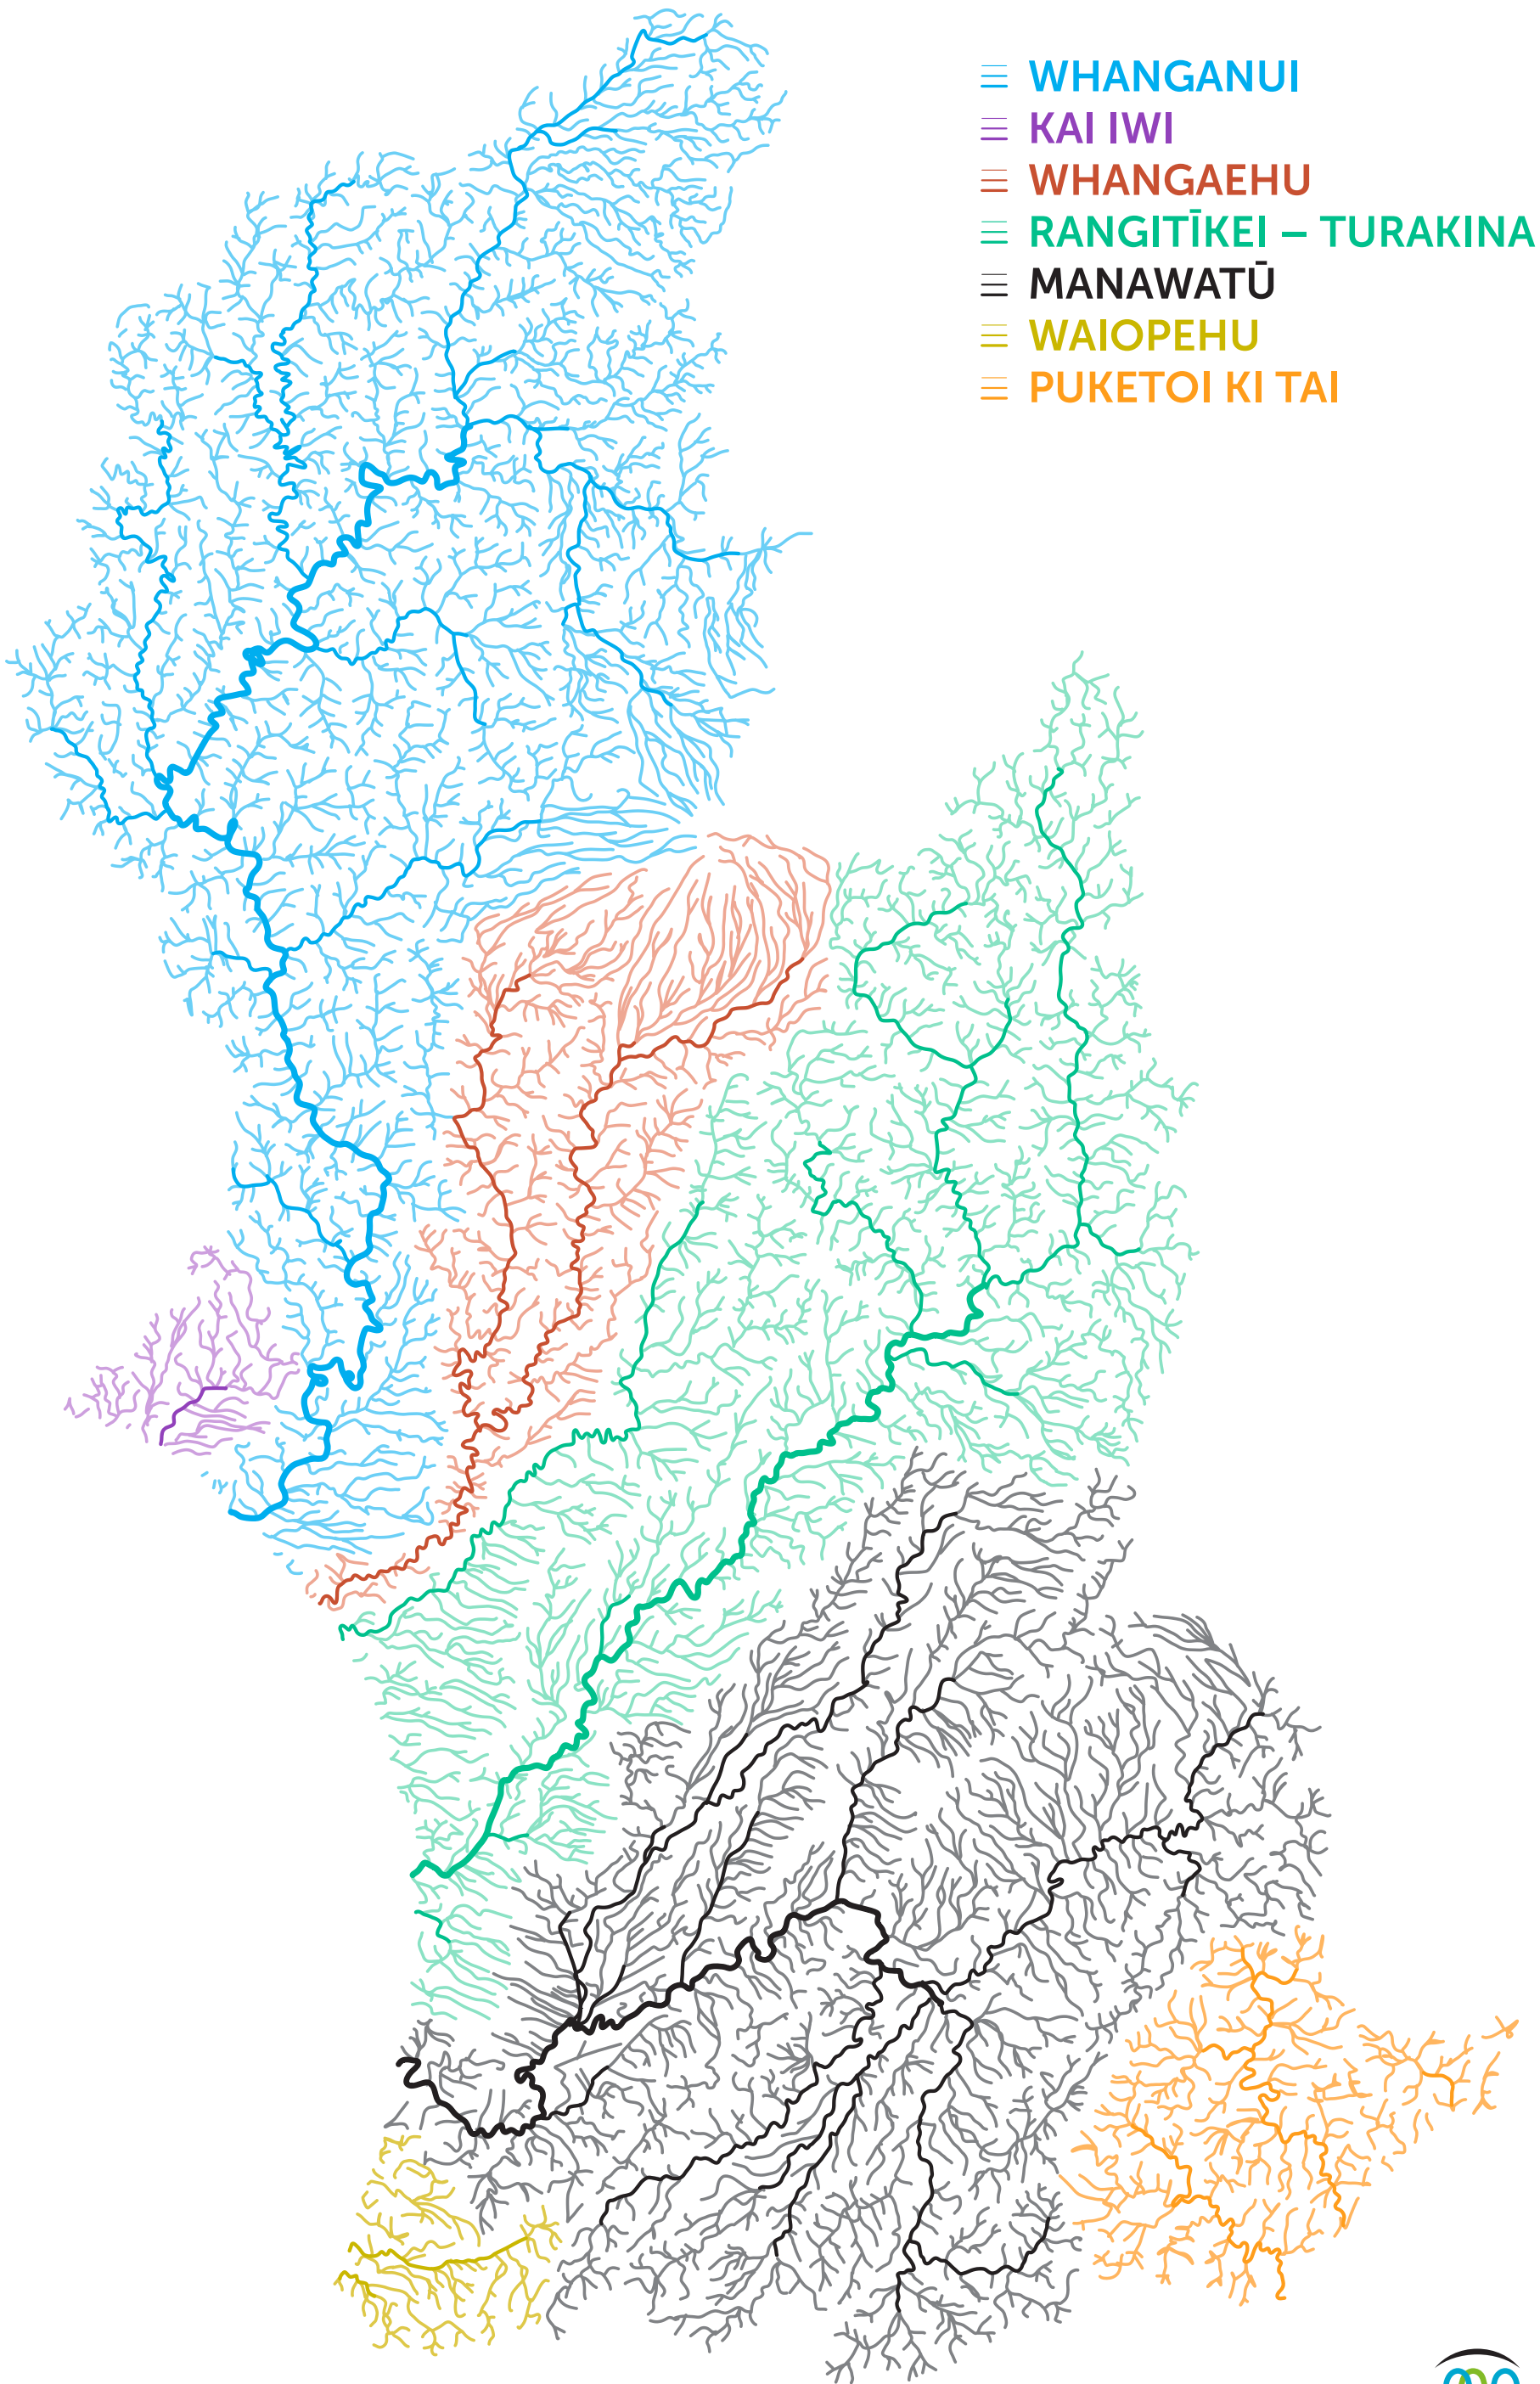 WHANGANUI
KAI IWI
WHANGAEHU
RANGITĪKEI – TURAKINA
MANAWATŪ
WAIOPEHU
PUKETOI KI TAI